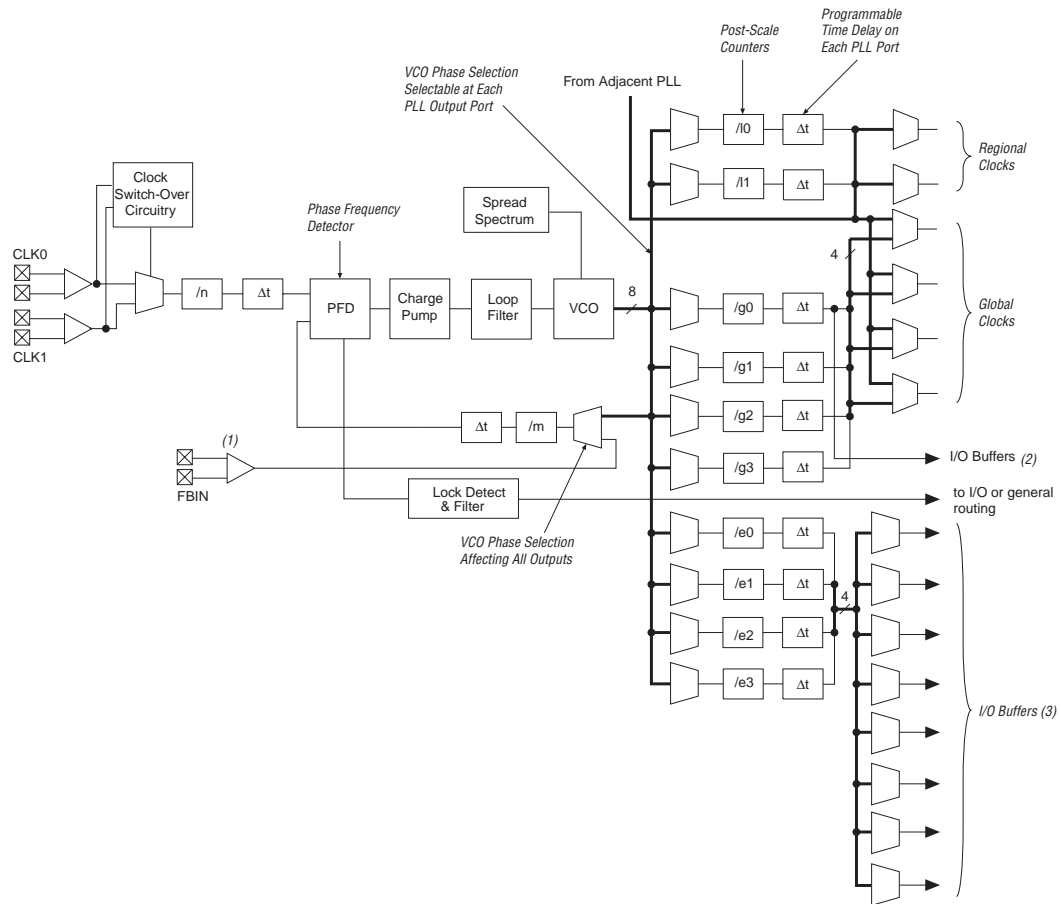 Post-Scale
Counters
Programmable
Time Delay on
Each PLL Port
VCO Phase Selection
Selectable at Each
PLL Output Port
From Adjacent PLL
/l0
Δt
/l1
Δt
Regional
Clocks
Clock
Switch-Over
Circuitry
Phase Frequency
Detector
Spread
Spectrum
CLK0
CLK1
/n
Δt
PFD
Charge
Pump
Loop
Filter
VCO
8
4
/g0
Δt
/g1
Δt
/g2
Δt
/g3
Δt
Global
Clocks
Δt
/m
(1)
FBIN
I/O Buffers (2)
Lock Detect
& Filter
to I/O or general
routing
VCO Phase Selection
Affecting All Outputs
/e0
Δt
/e1
Δt
4
/e2
Δt
/e3
Δt
I/O Buffers (3)